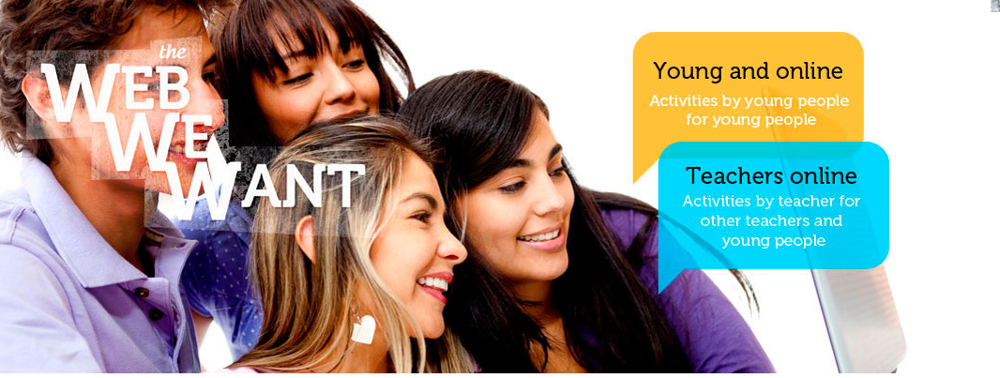 the
WEB
WE
WANT
Young and online
Activities by young people
for young people
Teachers online
Activities by teacher for
other teachers and
young people